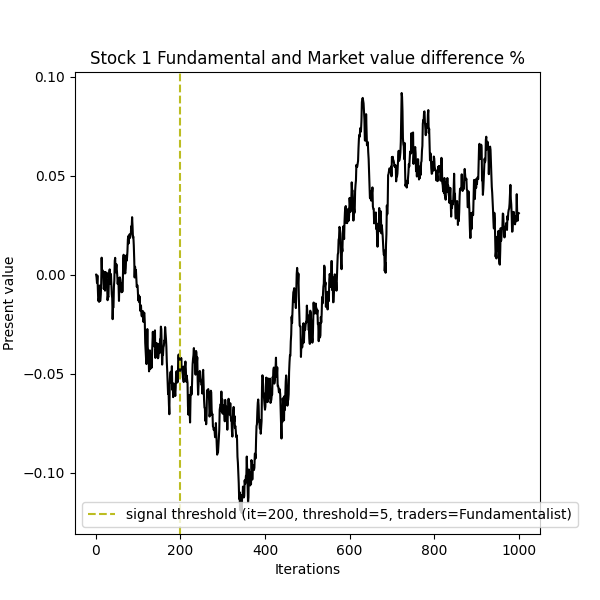 Stock 1 Fundamental and Market value difference %
0.10
0.05
0.00
−0.05
−0.10
Present value
signal threshold (it=200, threshold=5, traders=Fundamentalist)
0 200 400 600 800 1000
Iterations